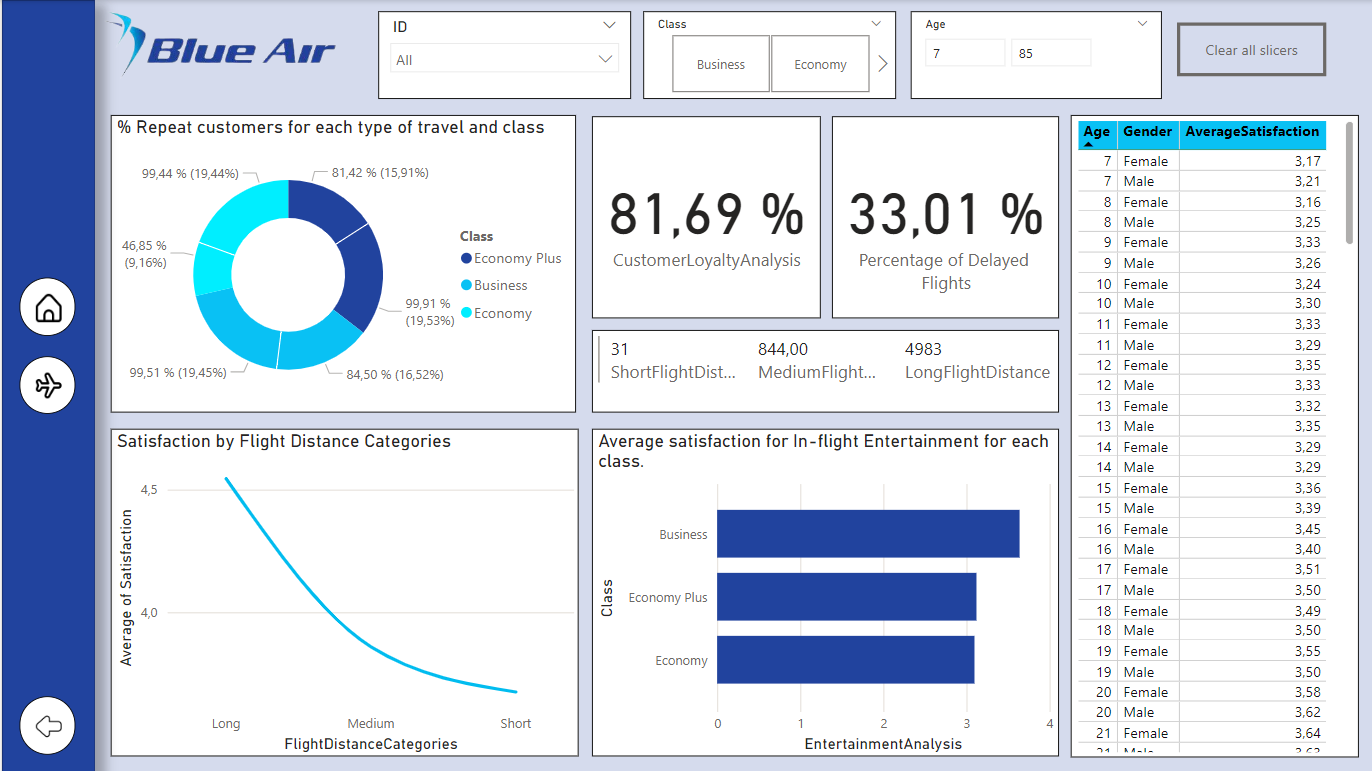 Blue Air
ID
All
Class
Business
Economy
Age
7
85
Clear all slicers
% Repeat customers for each type of travel and class
99,44 % (19,44%)
81,42 % (15,91%)
46,85 %
(9,16%)
99,91 %
(19,53%)
99,51 % (19,45%)
84,50 % (16,52%)
Class
Economy Plus
Business
Economy
81,69 %
CustomerLoyaltyAnalysis
33,01 %
Percentage of Delayed
Flights
31
ShortFlightDist...
844,00
MediumFlight...
4983
LongFlightDistance
Satisfaction by Flight Distance Categories
Average of Satisfaction
4,5
4,0
Long
Medium
Short
FlightDistanceCategories
Average satisfaction for In-flight Entertainment for each
class.
Class
Business
Economy Plus
Economy
0
1
2
3
4
EntertainmentAnalysis
Age Gender AverageSatisfaction
7 Female 3,17
7 Male 3,21
8 Female 3,16
8 Male 3,25
9 Female 3,33
9 Male 3,26
10 Female 3,24
10 Male 3,30
11 Female 3,33
11 Male 3,29
12 Female 3,35
12 Male 3,33
13 Female 3,32
13 Male 3,35
14 Female 3,29
14 Male 3,29
15 Female 3,36
15 Male 3,39
16 Female 3,45
16 Male 3,40
17 Female 3,51
17 Male 3,50
18 Female 3,49
18 Male 3,50
19 Female 3,55
19 Male 3,50
20 Female 3,58
20 Male 3,62
21 Female 3,64
21 Male